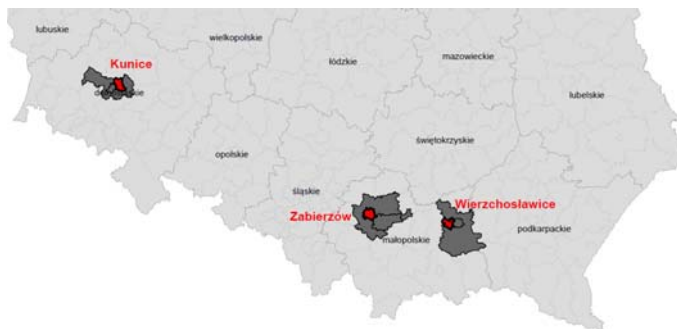 lubuskie
wielkopolskie
łódzkie
mazowieckie
Kunice
lubelskie
świętokrzyskie
opolskie
śląskie
Wierzchosławice
Zabierzów
podkarpackie
małopolskie